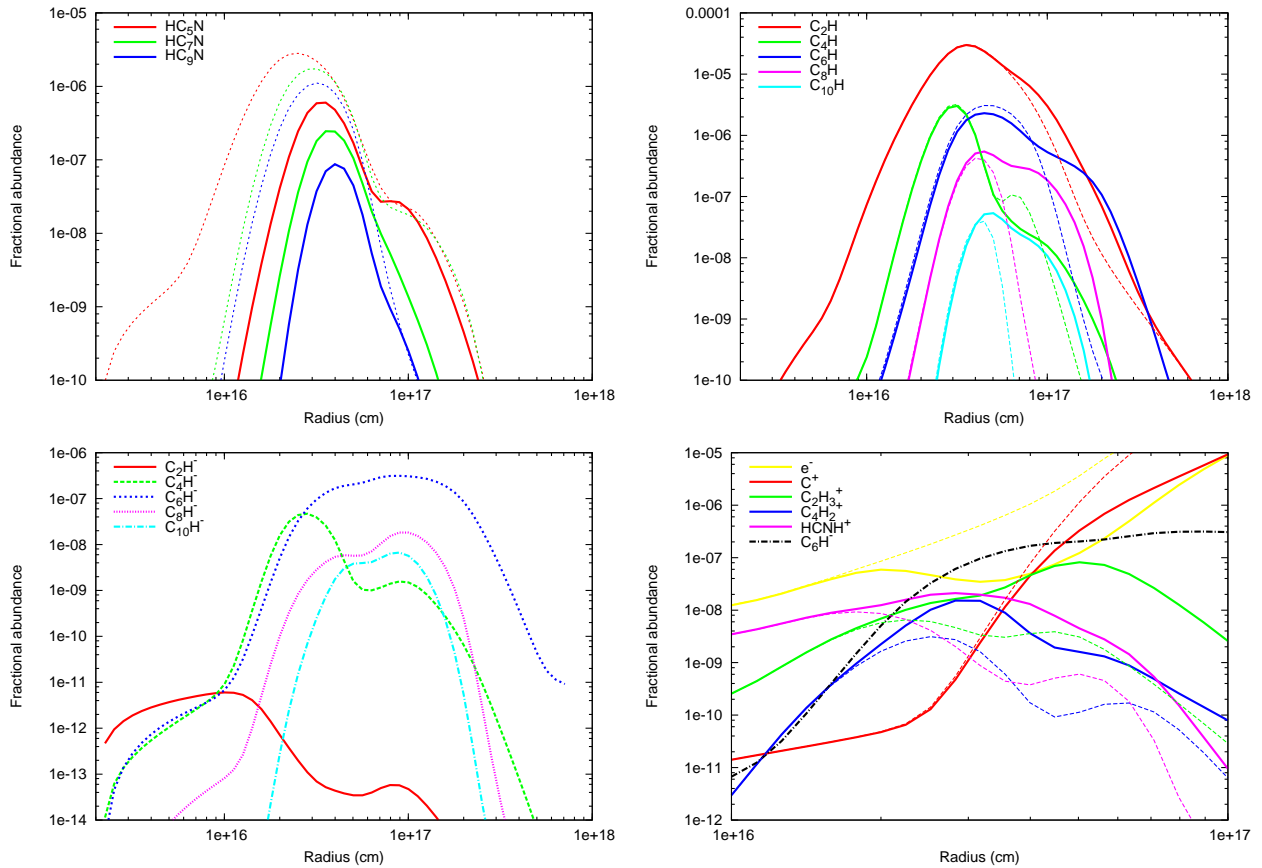 1e-05
1e-06
1e-07
1e-08
1e-09
1e-10
Fractional abundance
HC5N
HC7N
HC9N
1e+16
1e+17
1e+18
Radius (cm)
0.0001
1e-05
1e-06
1e-07
1e-08
1e-09
1e-10
Fractional abundance
C2H
C4H
C6H
C8H
C10H
1e+16
1e+17
1e+18
Radius (cm)
1e-06
1e-07
1e-08
1e-09
1e-10
1e-11
1e-12
1e-13
1e-14
Fractional abundance
C2H-
C4H-
C6H-
C8H-
C10H-
1e+16
1e+17
1e+18
Radius (cm)
1e-05
1e-06
1e-07
1e-08
1e-09
1e-10
1e-11
1e-12
Fractional abundance
e-
C+
C2H3+
C4H2+
HCNH+
C6H-
1e+16
1e+17
Radius (cm)